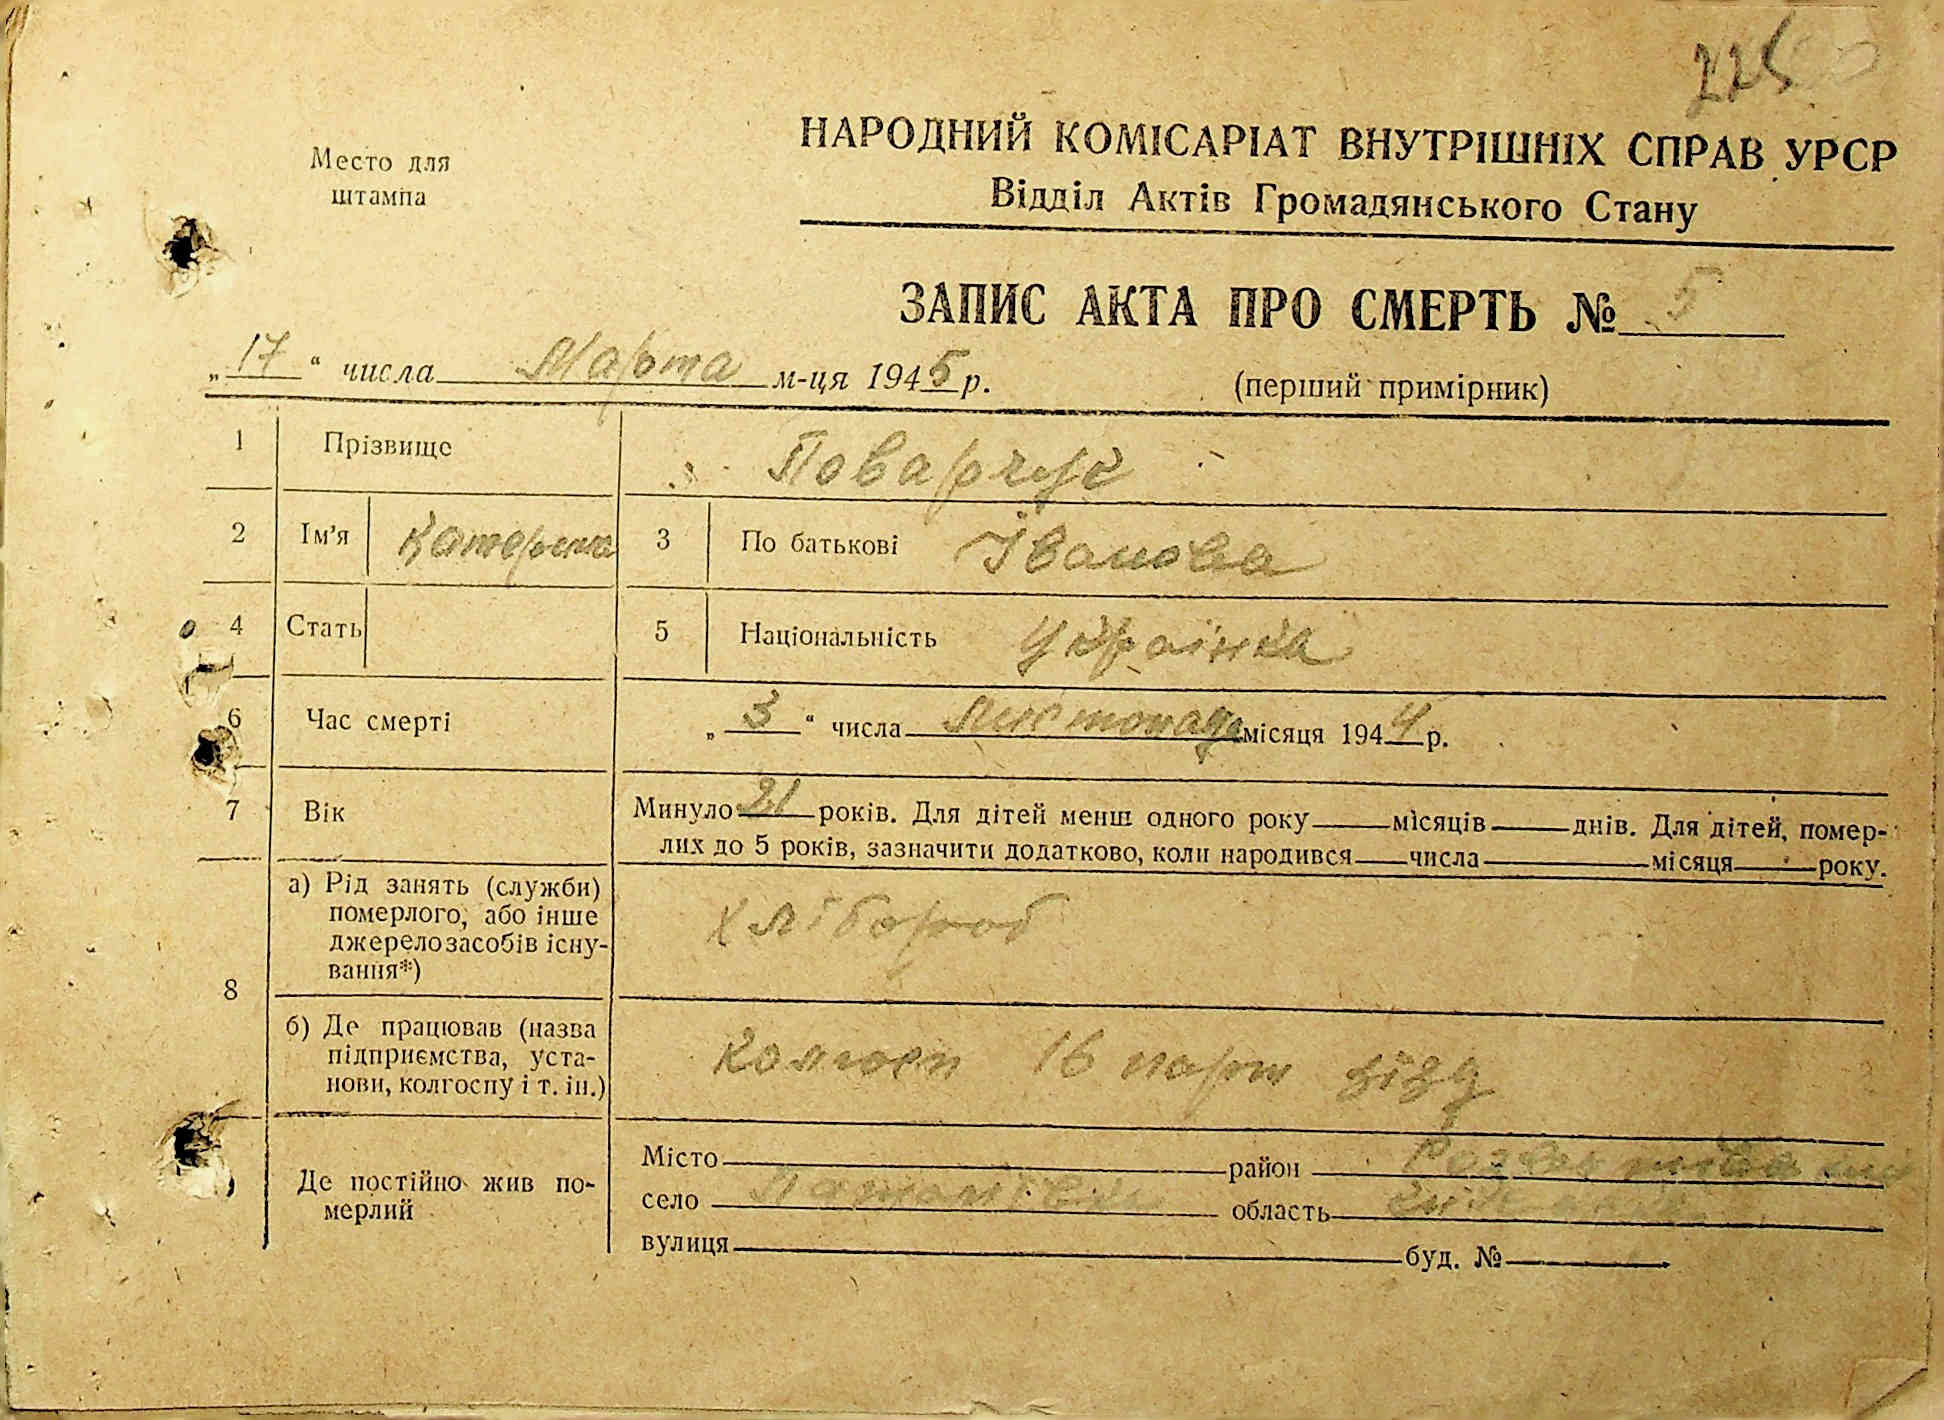 225
Место для
штампа
НАРОДНИЙ КОМІСАРІАТ ВНУТРІШНІХ СПРАВ УРСР
Відділ Актів Громадянського Стану
ЗАПИС АКТА ПРО СМЕРТЬ № 5
„17“ числа Марта м-ця 1945 р. (перший примірник)
1 Прізвище Поварчук
2 Ім'я Катерина 3 По батькові Іванова
4 Стать 5 Національність Українка
6 Час смерті „3“ числа Листопада місяця 1944 р.
7 Вік Минуло 21 років. Для дітей менш одного року місяців днів. Для дітей, помер-
лих до 5 років, зазначити додатково, коли народився числа місяця року.
8 а) Рід занять (служби)
померлого, або інше
джерело засобів існу-
вання*)
хлібороб
б) Де працював (назва
підприємства, уста-
нови, колгоспу і т. ін.)
Колгосп 16 парт зізд
Де постійно жив по-
мерлий
Місто район
село область
вулиця буд. №